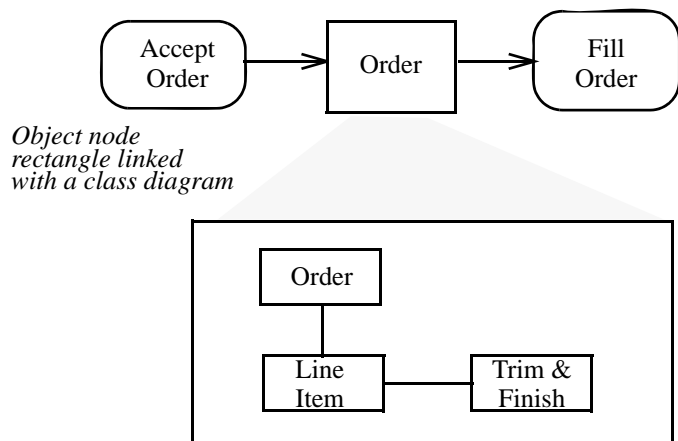 Accept
Order
Order
Fill
Order
Object node
rectangle linked
with a class diagram
Order
Line
Item
Trim &
Finish